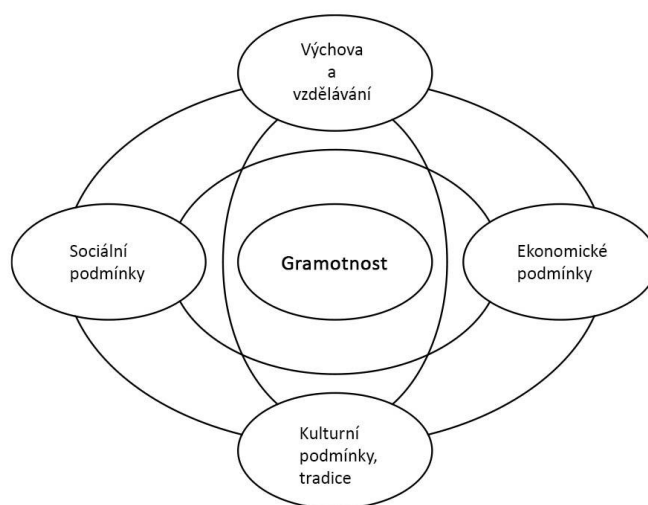 Výchova
a
vzdělávání
Sociální
podmínky
Gramotnost
Ekonomické
podmínky
Kulturní
podmínky,
tradice